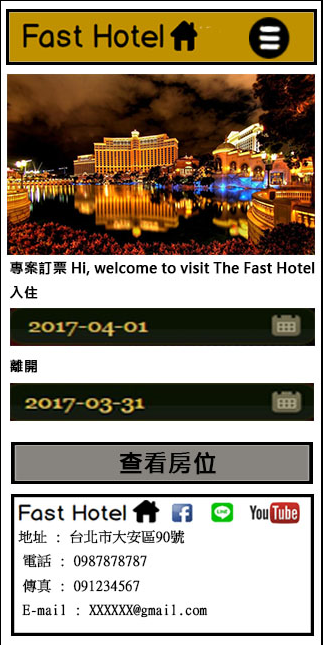 Fast Hotel
專案訂票 Hi, welcome to visit The Fast Hotel
入住
2017-04-01
離開
2017-03-31
查看房位
Fast Hotel YouTube
地址 : 台北市大安區90號
電話 : 0987878787
傳真 : 091234567
E-mail : XXXXXX@gmail.com